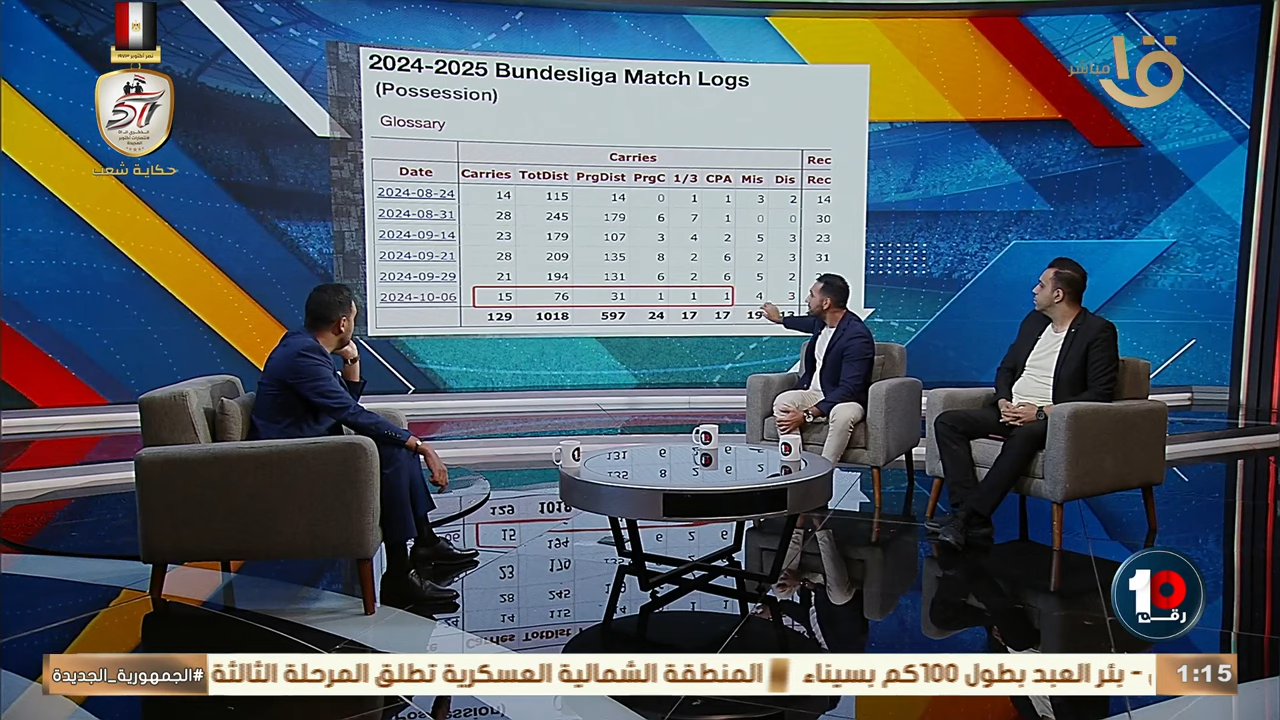 نصر أكتوبر ١٩٧٣
حكاية شعب
مباشر
2024-2025 Bundesliga Match Logs
(Possession)
Glossary
Carries Rec
Date Carries TotDist PrgDist PrgC 1/3 CPA Mis Dis Rec
2024-08-24 14 115 14 0 1 1 3 2 14
2024-08-31 28 245 179 6 7 1 0 0 30
2024-09-14 23 179 107 3 4 2 5 3 23
2024-09-21 28 209 135 8 2 6 2 3 31
2024-09-29 21 194 131 6 2 6 5 2
2024-10-06 15 76 31 1 1 1 4 3
129 1018 597 24 17 17 19
رقم 10
1:15 - بئر العبد بطول 100كم بسيناء المنطقة الشمالية العسكرية تطلق المرحلة الثالثة #الجمهورية_الجديدة